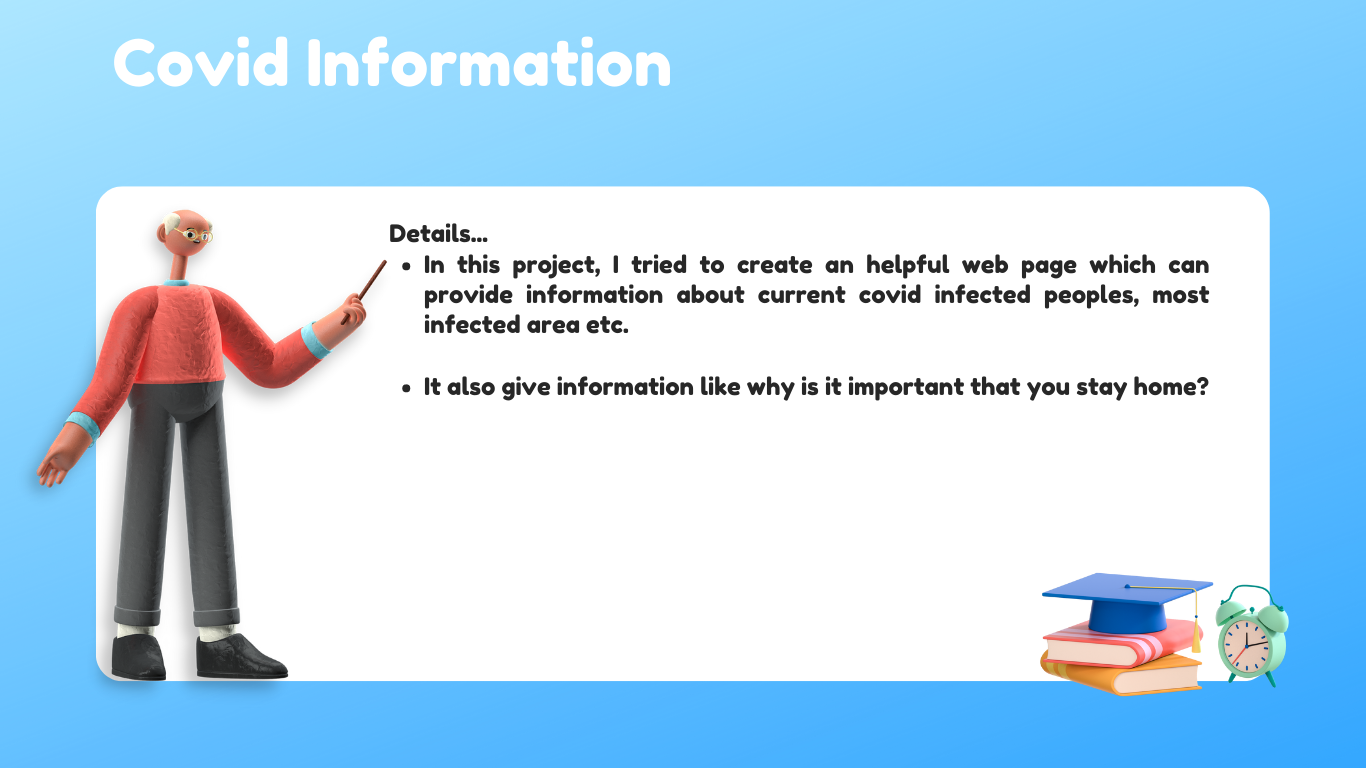 Covid Information
Details...
• In this project, I tried to create an helpful web page which can
provide information about current covid infected peoples, most
infected area etc.
• It also give information like why is it important that you stay home?